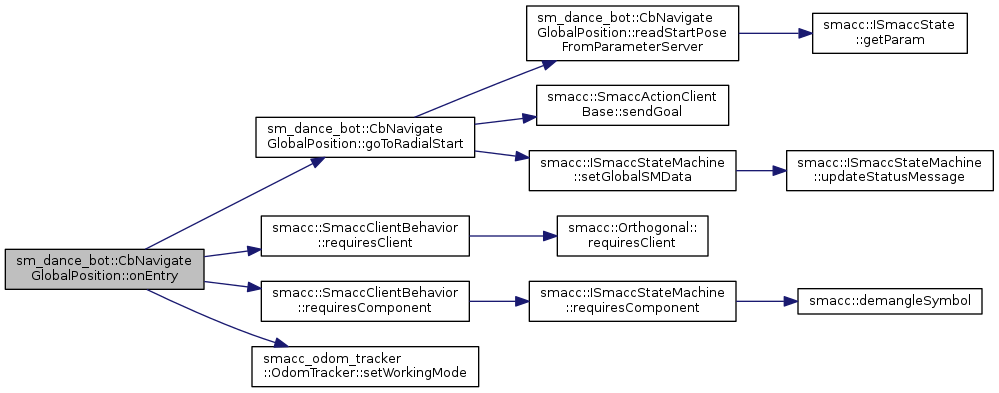 sm_dance_bot::CbNavigate
GlobalPosition::readStartPose
FromParameterServer
smacc::ISmaccState
::getParam
smacc::SmaccActionClient
Base::sendGoal
sm_dance_bot::CbNavigate
GlobalPosition::goToRadialStart
smacc::ISmaccStateMachine
::setGlobalSMData
smacc::ISmaccStateMachine
::updateStatusMessage
smacc::SmaccClientBehavior
::requiresClient
smacc::Orthogonal::
requiresClient
sm_dance_bot::CbNavigate
GlobalPosition::onEntry
smacc::SmaccClientBehavior
::requiresComponent
smacc::ISmaccStateMachine
::requiresComponent
smacc::demangleSymbol
smacc_odom_tracker
::OdomTracker::setWorkingMode